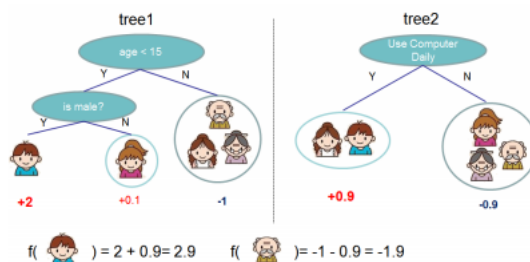 tree1
age < 15
Y
N
is male?
Y
N
+2
+0.1
-1
tree2
Use Computer
Daily
Y
N
+0.9
-0.9
f( ) = 2 + 0.9= 2.9
f( )= -1 - 0.9 = -1.9